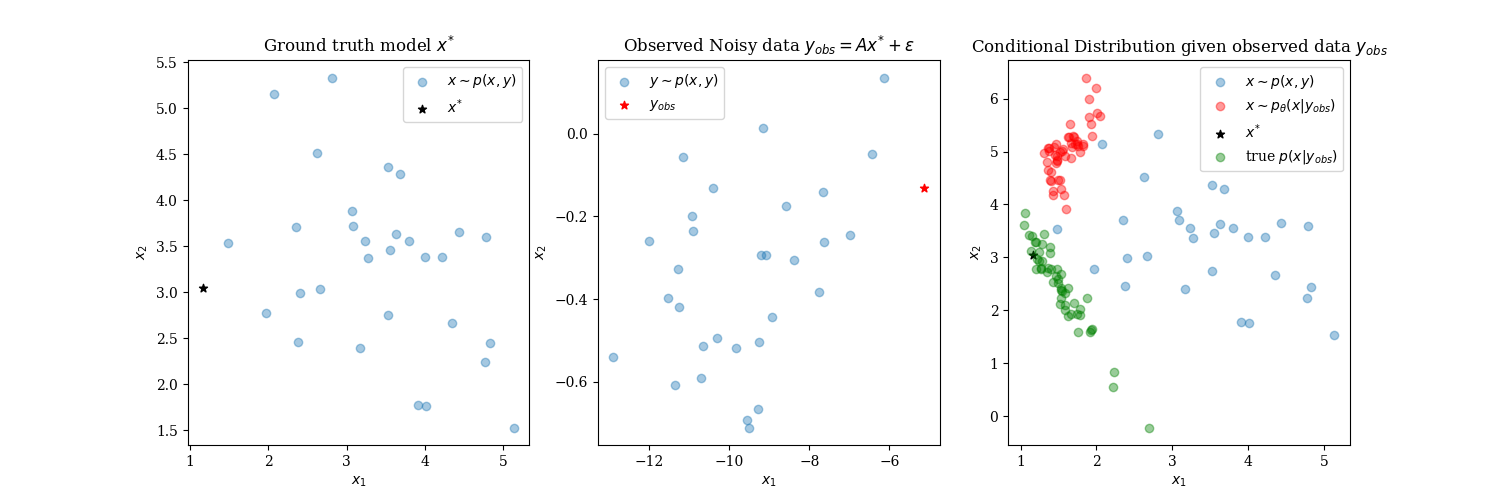 Ground truth model $x^*$
5.5
5.0
4.5
4.0
3.5
3.0
2.5
2.0
1.5
$x_2$
1 2 3 4 5
$x_1$
$x \sim p(x, y)$
$x^*$
Observed Noisy data $y_{obs} = Ax^* + \varepsilon$
0.0
−0.2
−0.4
−0.6
$x_2$
−12 −10 −8 −6
$x_1$
$y \sim p(x, y)$
$y_{obs}$
Conditional Distribution given observed data $y_{obs}$
6
5
4
3
2
1
0
$x_2$
1 2 3 4 5
$x_1$
$x \sim p(x, y)$
$x \sim p_\theta(x|y_{obs})$
$x^*$
true $p(x|y_{obs})$